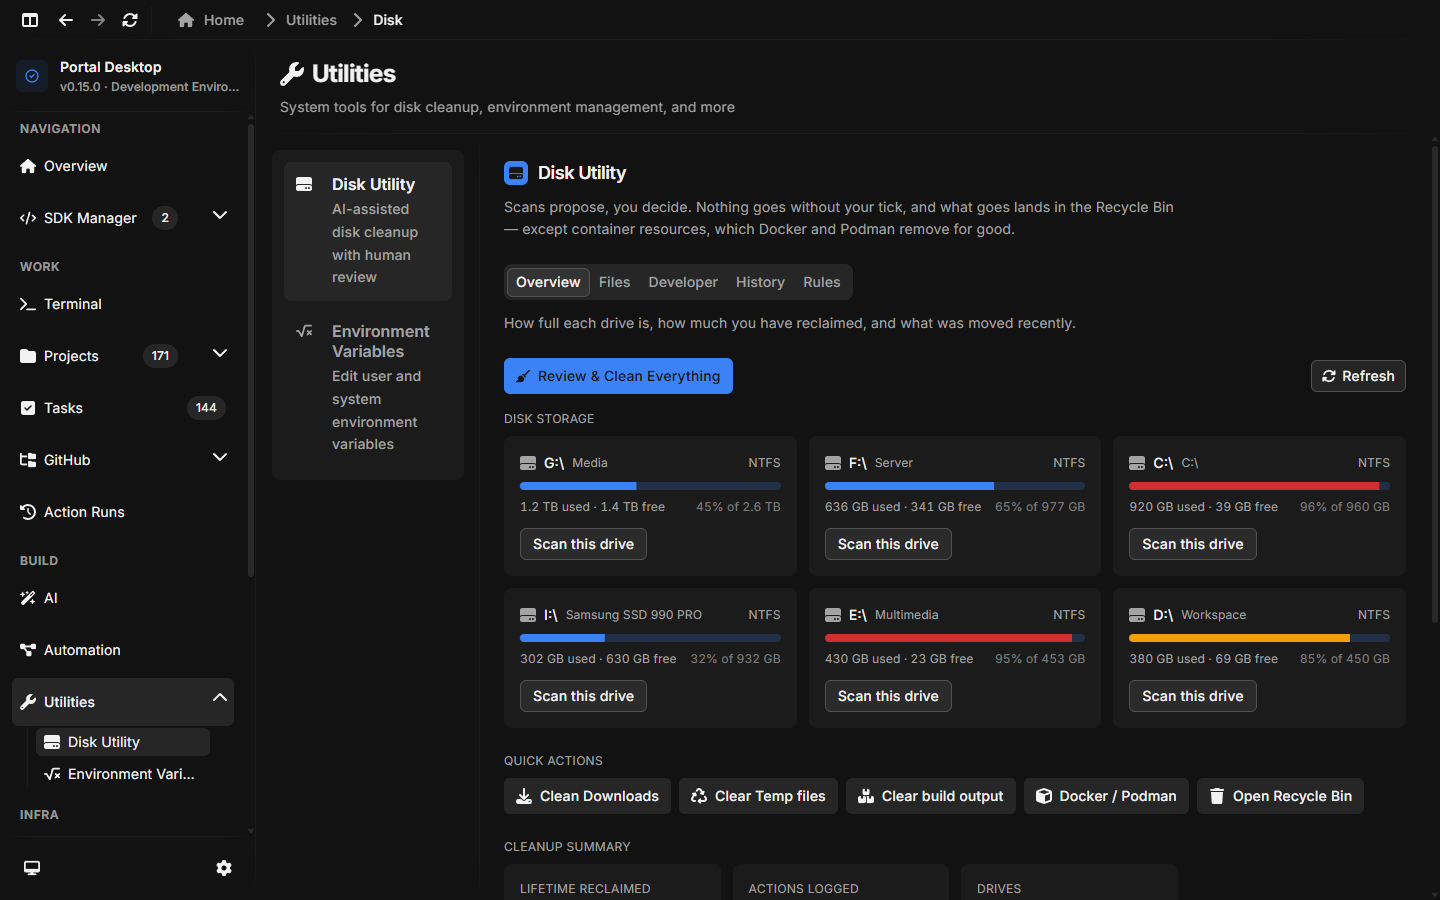 Home
Utilities
Disk
Portal Desktop
v0.15.0 · Development Enviro...
NAVIGATION
Overview
SDK Manager
2
WORK
Terminal
Projects
171
Tasks
144
GitHub
Action Runs
BUILD
AI
Automation
Utilities
Disk Utility
Environment Vari...
INFRA
Utilities
System tools for disk cleanup, environment management, and more
Disk Utility
AI-assisted
disk cleanup
with human
review
Environment
Variables
Edit user and
system
environment
variables
Disk Utility
Scans propose, you decide. Nothing goes without your tick, and what goes lands in the Recycle Bin
— except container resources, which Docker and Podman remove for good.
Overview
Files
Developer
History
Rules
How full each drive is, how much you have reclaimed, and what was moved recently.
Review & Clean Everything
Refresh
DISK STORAGE
G:\ Media NTFS
1.2 TB used · 1.4 TB free 45% of 2.6 TB
Scan this drive
F:\ Server NTFS
636 GB used · 341 GB free 65% of 977 GB
Scan this drive
C:\ C:\ NTFS
920 GB used · 39 GB free 96% of 960 GB
Scan this drive
I:\ Samsung SSD 990 PRO NTFS
302 GB used · 630 GB free 32% of 932 GB
Scan this drive
E:\ Multimedia NTFS
430 GB used · 23 GB free 95% of 453 GB
Scan this drive
D:\ Workspace NTFS
380 GB used · 69 GB free 85% of 450 GB
Scan this drive
QUICK ACTIONS
Clean Downloads
Clear Temp files
Clear build output
Docker / Podman
Open Recycle Bin
CLEANUP SUMMARY
LIFETIME RECLAIMED
ACTIONS LOGGED
DRIVES